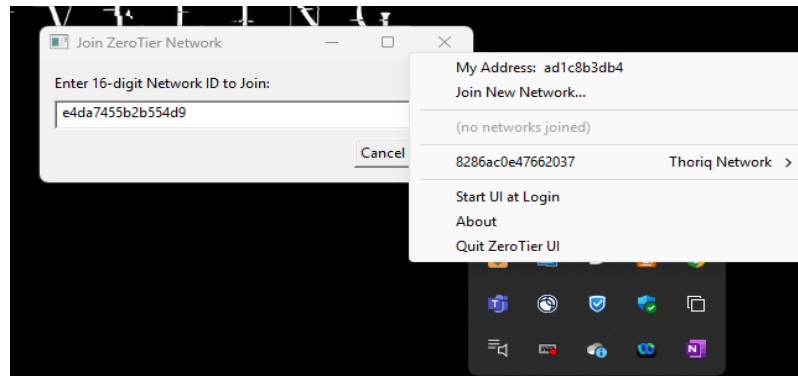 Join ZeroTier Network
Enter 16-digit Network ID to Join:
e4da7455b2b554d9
Cancel
My Address: ad1c8b3db4
Join New Network...
(no networks joined)
8286ac0e47662037 Thoriq Network >
Start UI at Login
About
Quit ZeroTier UI